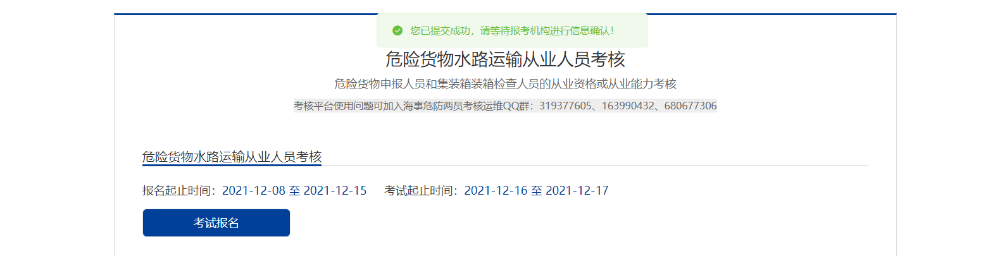 您已提交成功，请等待报考机构进行信息确认！
危险货物水路运输从业人员考核
危险货物申报人员和集装箱装箱检查人员的从业资格或从业能力考核
考核平台使用问题可加入海事危防两员考核运维QQ群：319377605、163990432、680677306
危险货物水路运输从业人员考核
报名起止时间：2021-12-08 至 2021-12-15 考试起止时间：2021-12-16 至 2021-12-17
考试报名